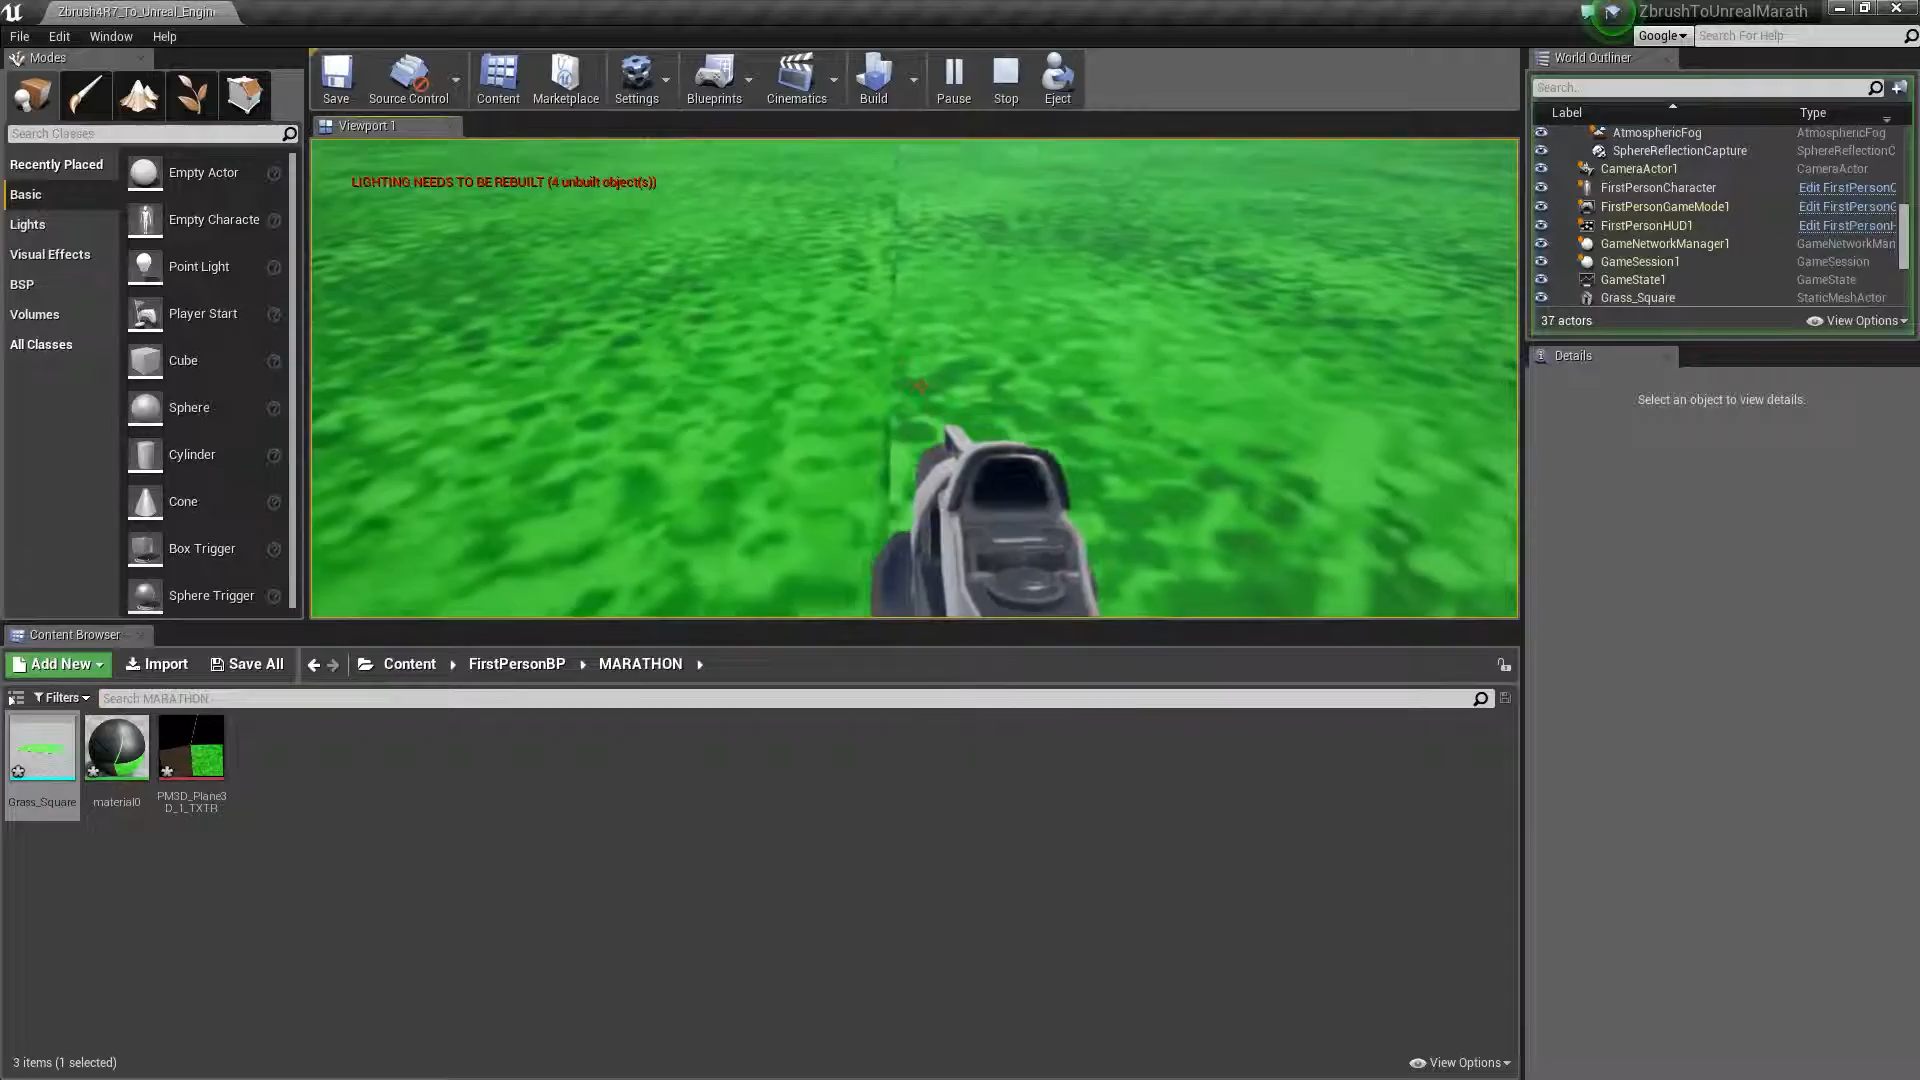 Zbrush4R7_To_Unreal_Engin
ZbrushToUnrealMarath
File Edit Window Help
Google Search For Help
Modes
Save Source Control Content Marketplace Settings Blueprints Cinematics Build Pause Stop Eject
World Outliner
Search...
Label Type
Viewport 1
Search Classes
Recently Placed
Basic
Lights
Visual Effects
BSP
Volumes
All Classes
Empty Actor
Empty Characte
Point Light
Player Start
Cube
Sphere
Cylinder
Cone
Box Trigger
Sphere Trigger
LIGHTING NEEDS TO BE REBUILT (4 unbuilt object(s))
AtmosphericFog AtmosphericFog
SphereReflectionCapture SphereReflectionC
CameraActor1 CameraActor
FirstPersonCharacter Edit FirstPersonC
FirstPersonGameMode1 Edit FirstPersonG
FirstPersonHUD1 Edit FirstPersonH
GameNetworkManager1 GameNetworkMan
GameSession1 GameSession
GameState1 GameState
Grass_Square StaticMeshActor
37 actors View Options
Details
Select an object to view details.
Content Browser
Add New Import Save All Content FirstPersonBP MARATHON
Filters Search MARATHON
Grass_Square
material0
PM3D_Plane3
D_1_TXTR
3 items (1 selected) View Options